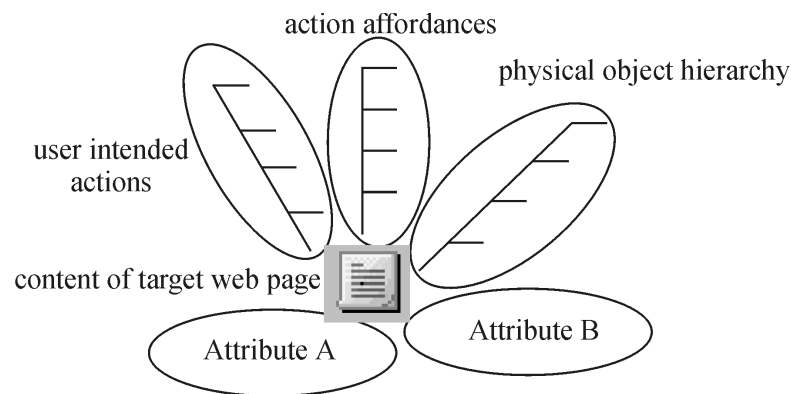 action affordances
physical object hierarchy
user intended
actions
content of target web page
Attribute A
Attribute B